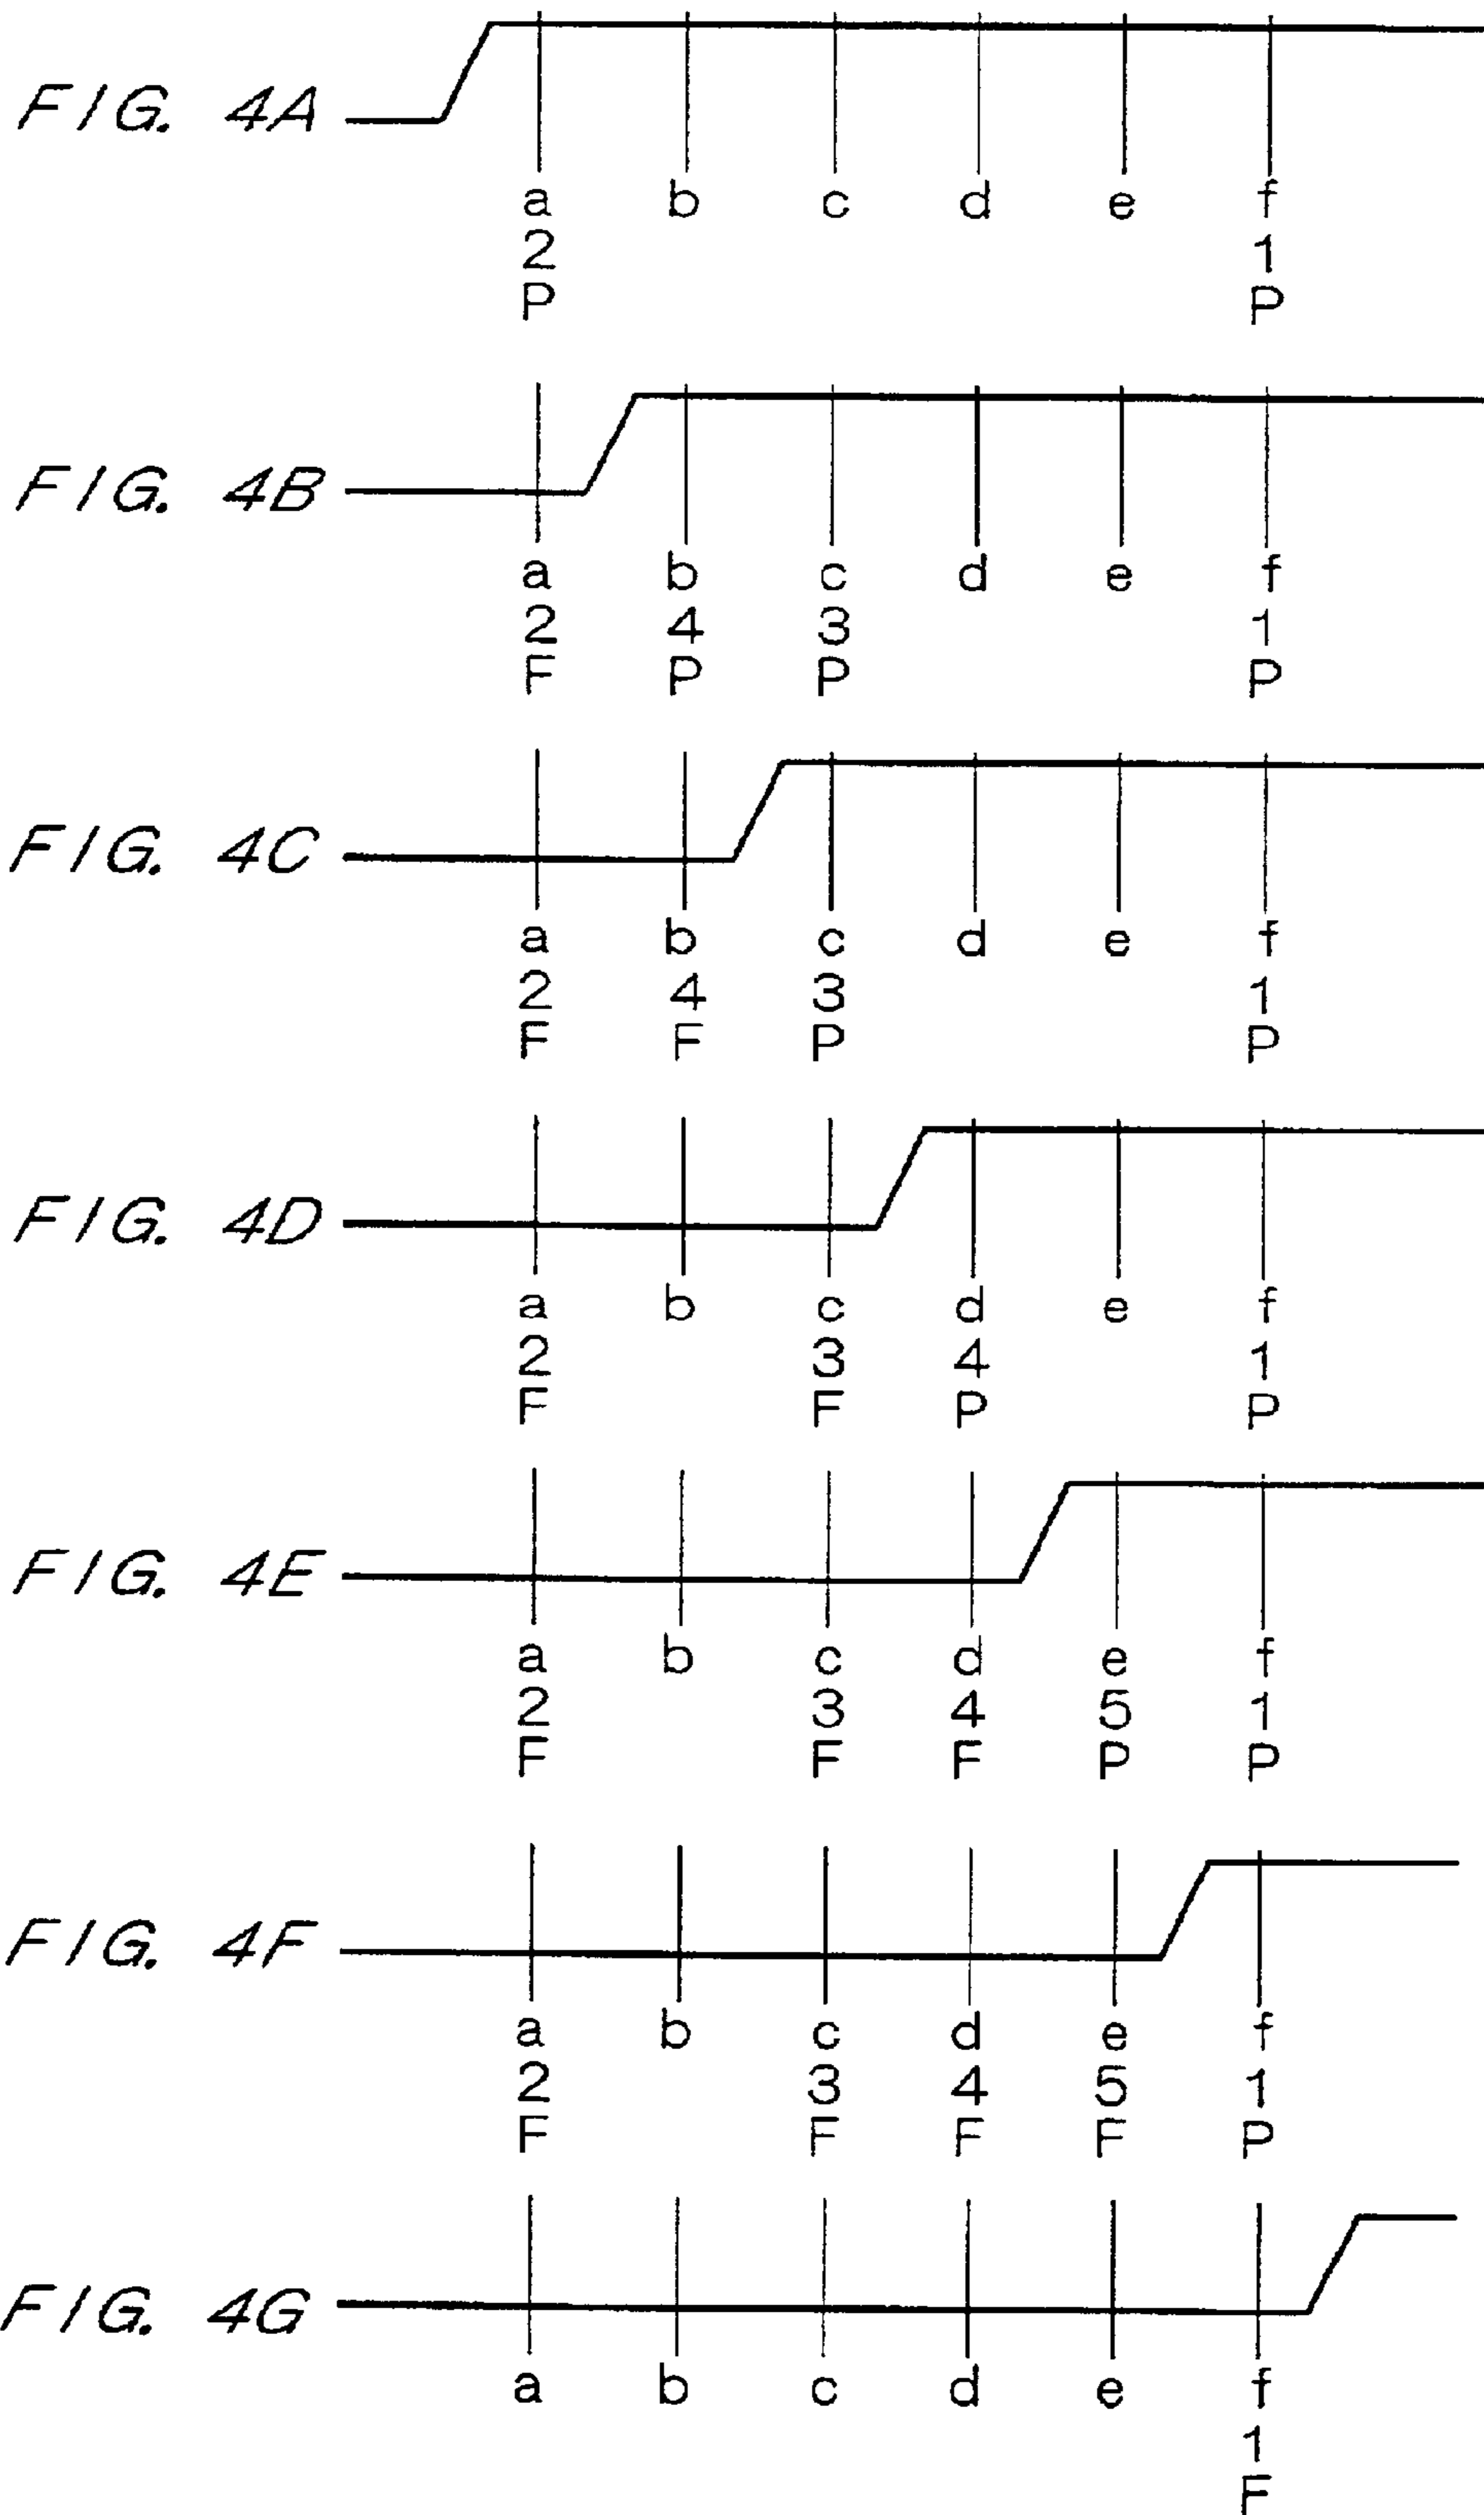 FIG. 4A
a b c d e f
2 1
P P
FIG. 4B
a b c d e f
2 4 3 1
F P P P
FIG. 4C
a b c d e f
2 4 3 1
F F P P
FIG. 4D
a b c d e f
2 3 4 1
F F P P
FIG. 4E
a b c d e f
2 3 4 5 1
F F F P P
FIG. 4F
a b c d e f
2 3 4 5 1
F F F F P
FIG. 4G
a b c d e f
1
F